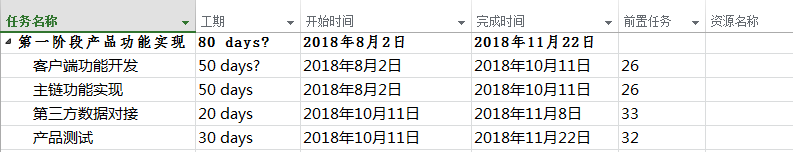 任务名称 工期 开始时间 完成时间 前置任务 资源名称
第一阶段产品功能实现 80 days? 2018年8月2日 2018年11月22日
客户端功能开发 50 days? 2018年8月2日 2018年10月11日 26
主链功能实现 50 days 2018年8月2日 2018年10月11日 26
第三方数据对接 20 days 2018年10月11日 2018年11月8日 33
产品测试 30 days 2018年10月11日 2018年11月22日 32